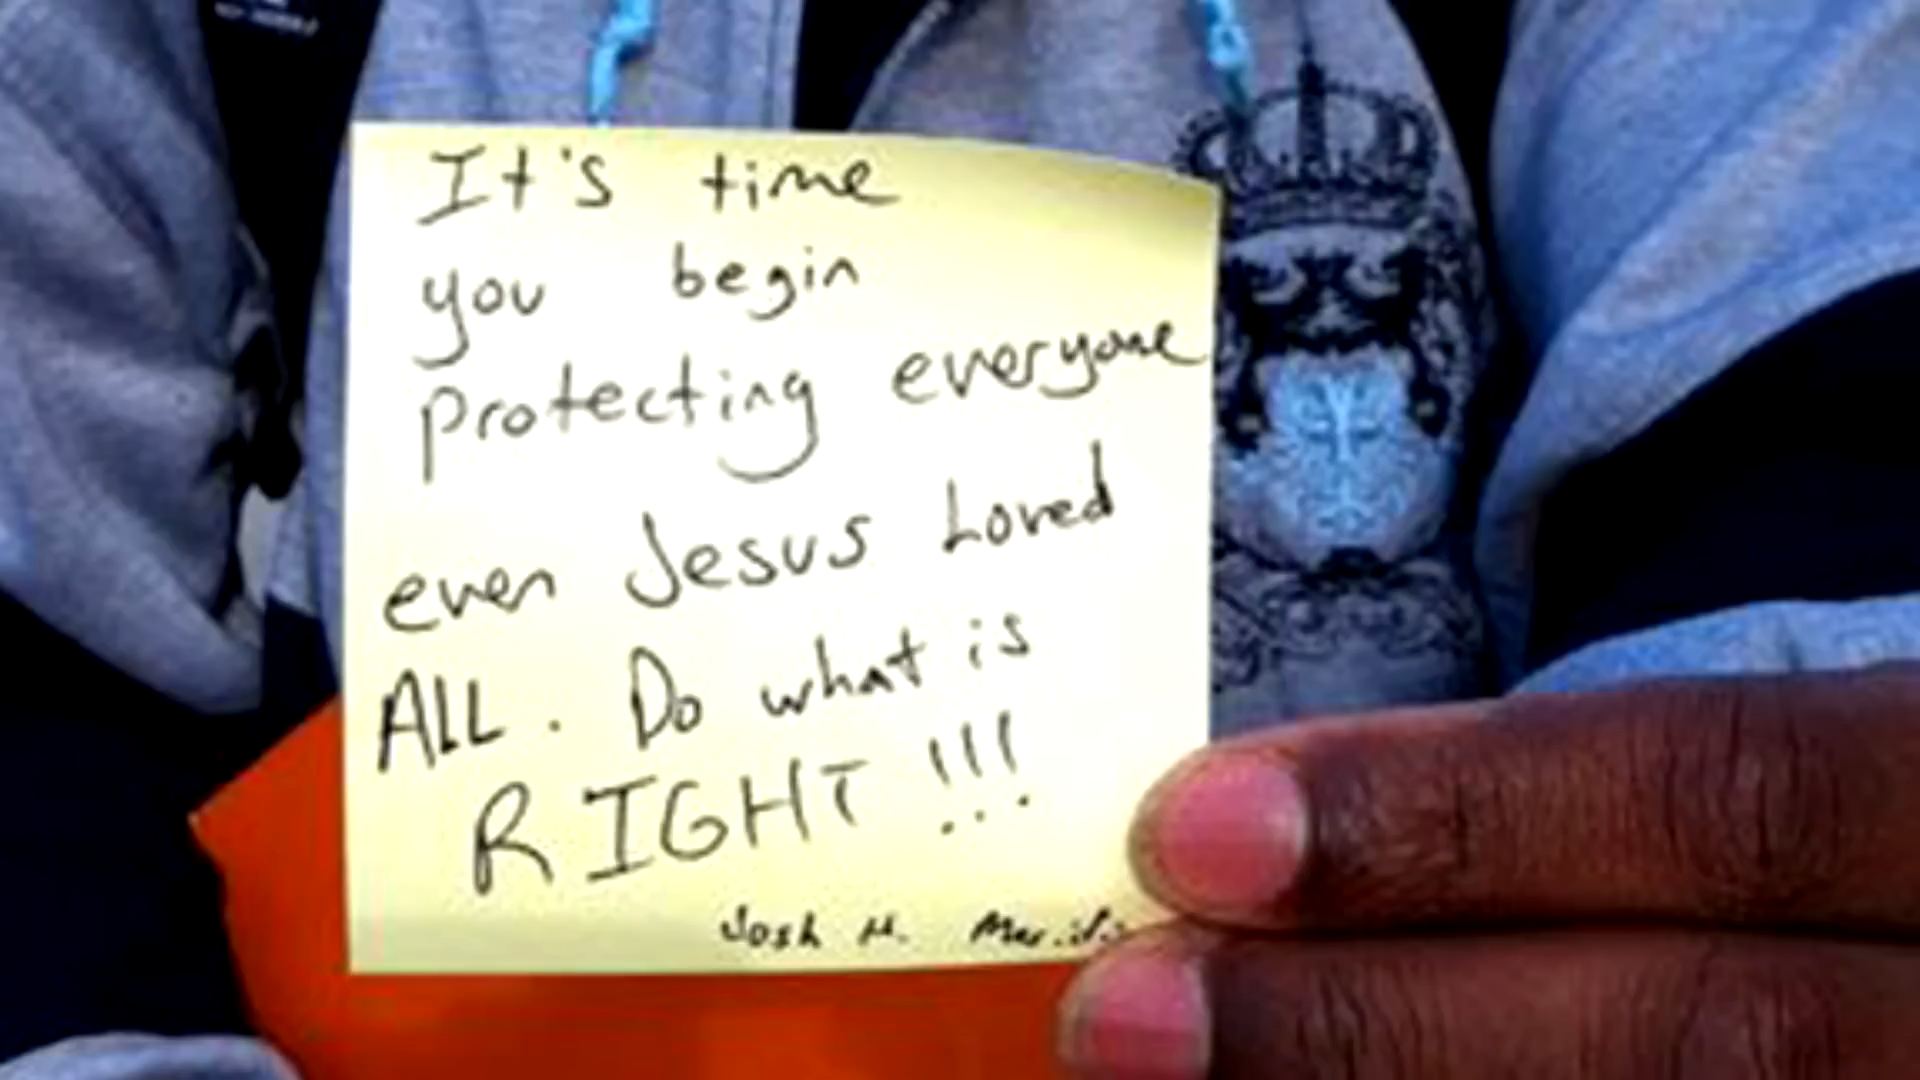 It's time
you begin
protecting everyone
even Jesus Loved
ALL. Do what is
RIGHT!!!
Josh H.